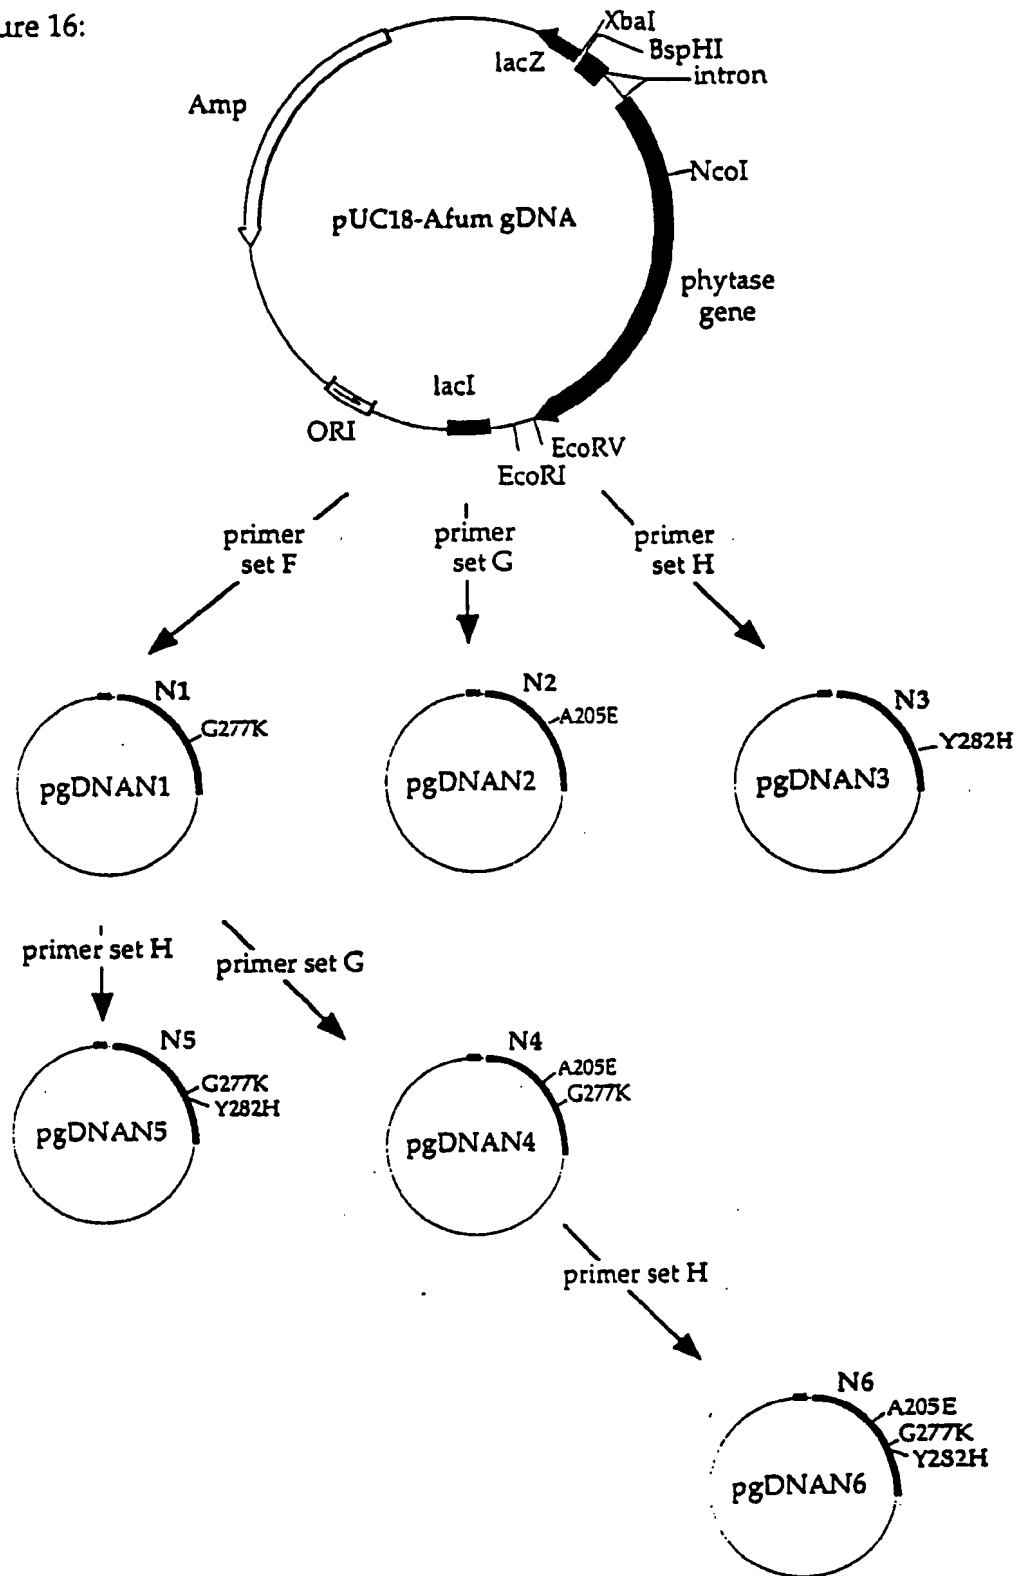 ure 16:
XbaI
BspHI
lacZ
intron
Amp
NcoI
pUC18-Afum gDNA
phytase
gene
lacI
ORI
EcoRV
EcoRI
primer
set F
primer
set G
primer
set H
N1
G277K
pgDNAN1
N2
A205E
pgDNAN2
N3
Y282H
pgDNAN3
primer set H
primer set G
N5
G277K
Y282H
pgDNAN5
N4
A205E
G277K
pgDNAN4
primer set H
N6
A205E
G277K
Y282H
pgDNAN6